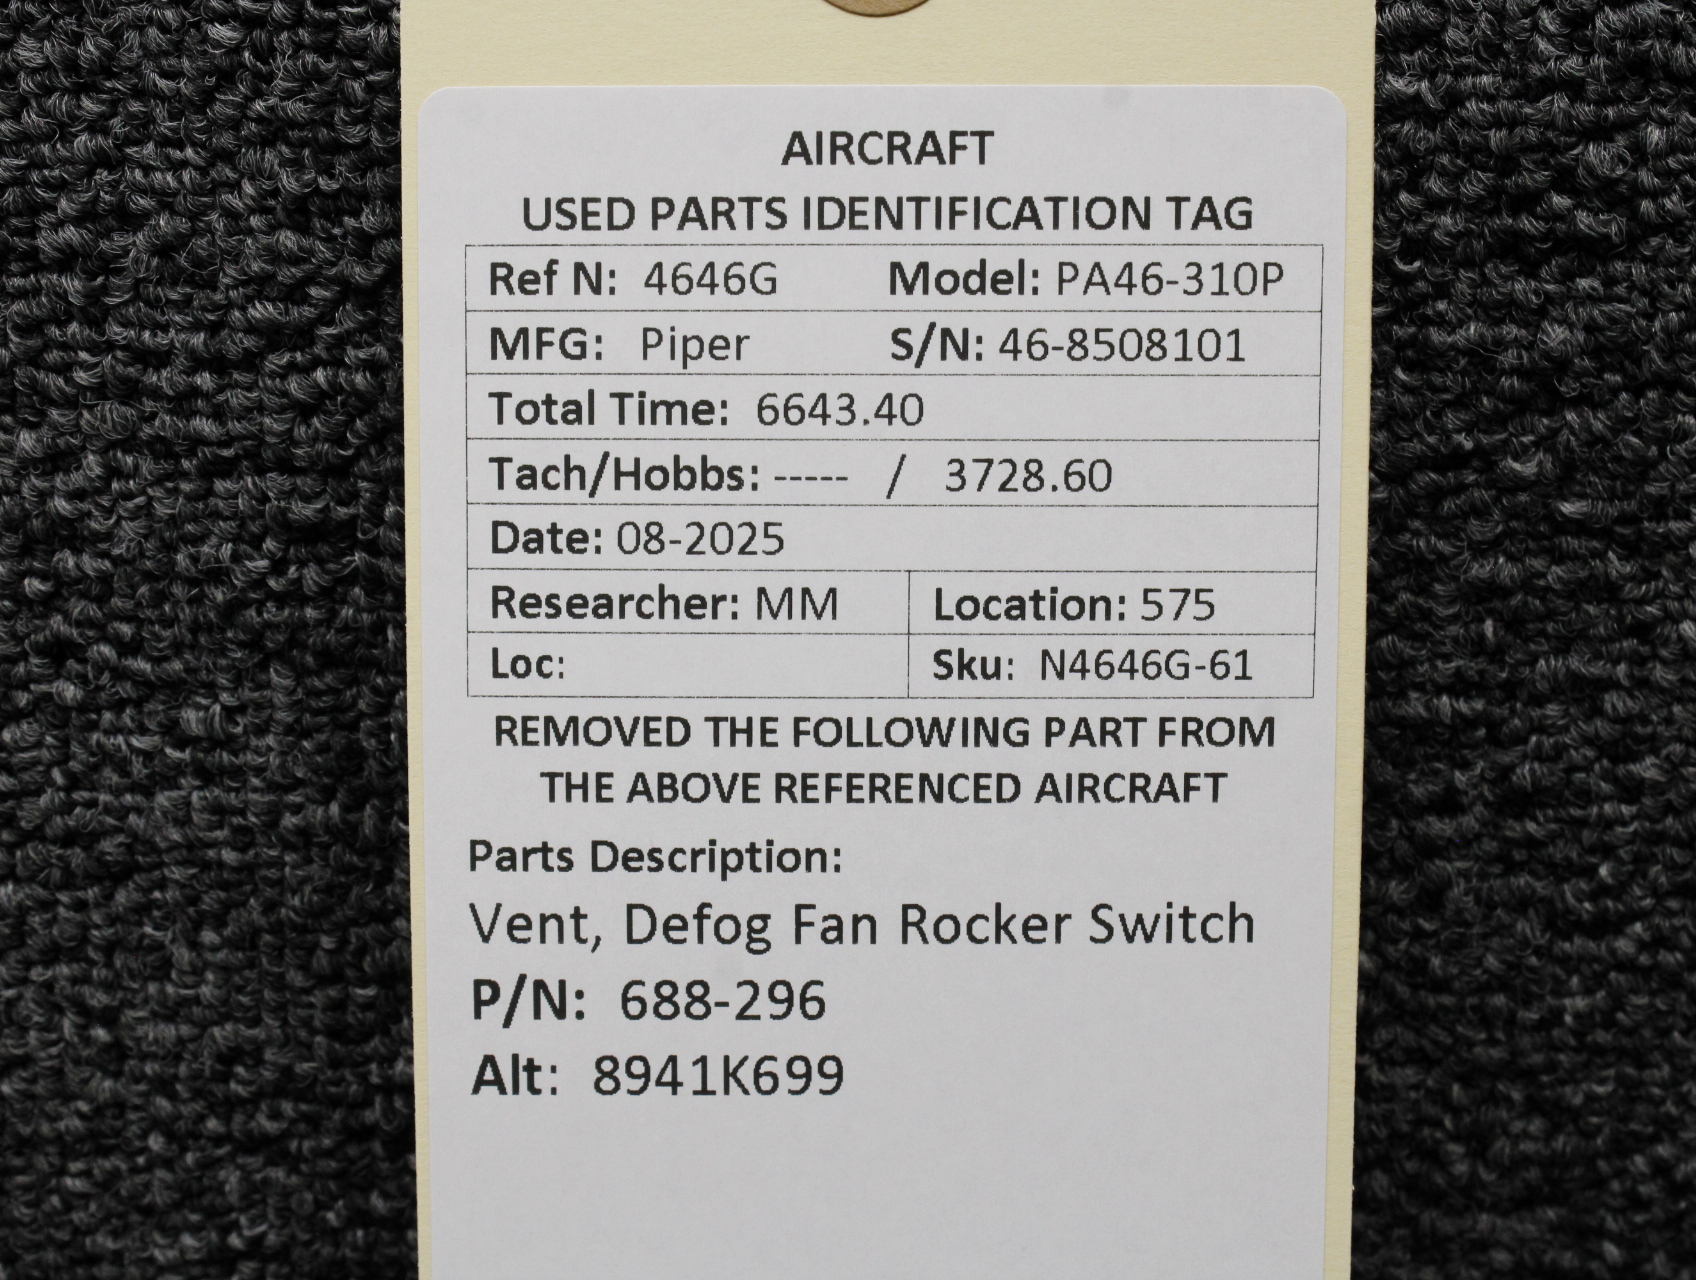 AIRCRAFT
USED PARTS IDENTIFICATION TAG
Ref N: 4646G Model: PA46-310P
MFG: Piper S/N: 46-8508101
Total Time: 6643.40
Tach/Hobbs: ----- / 3728.60
Date: 08-2025
Researcher: MM Location: 575
Loc: Sku: N4646G-61
REMOVED THE FOLLOWING PART FROM
THE ABOVE REFERENCED AIRCRAFT
Parts Description:
Vent, Defog Fan Rocker Switch
P/N: 688-296
Alt: 8941K699